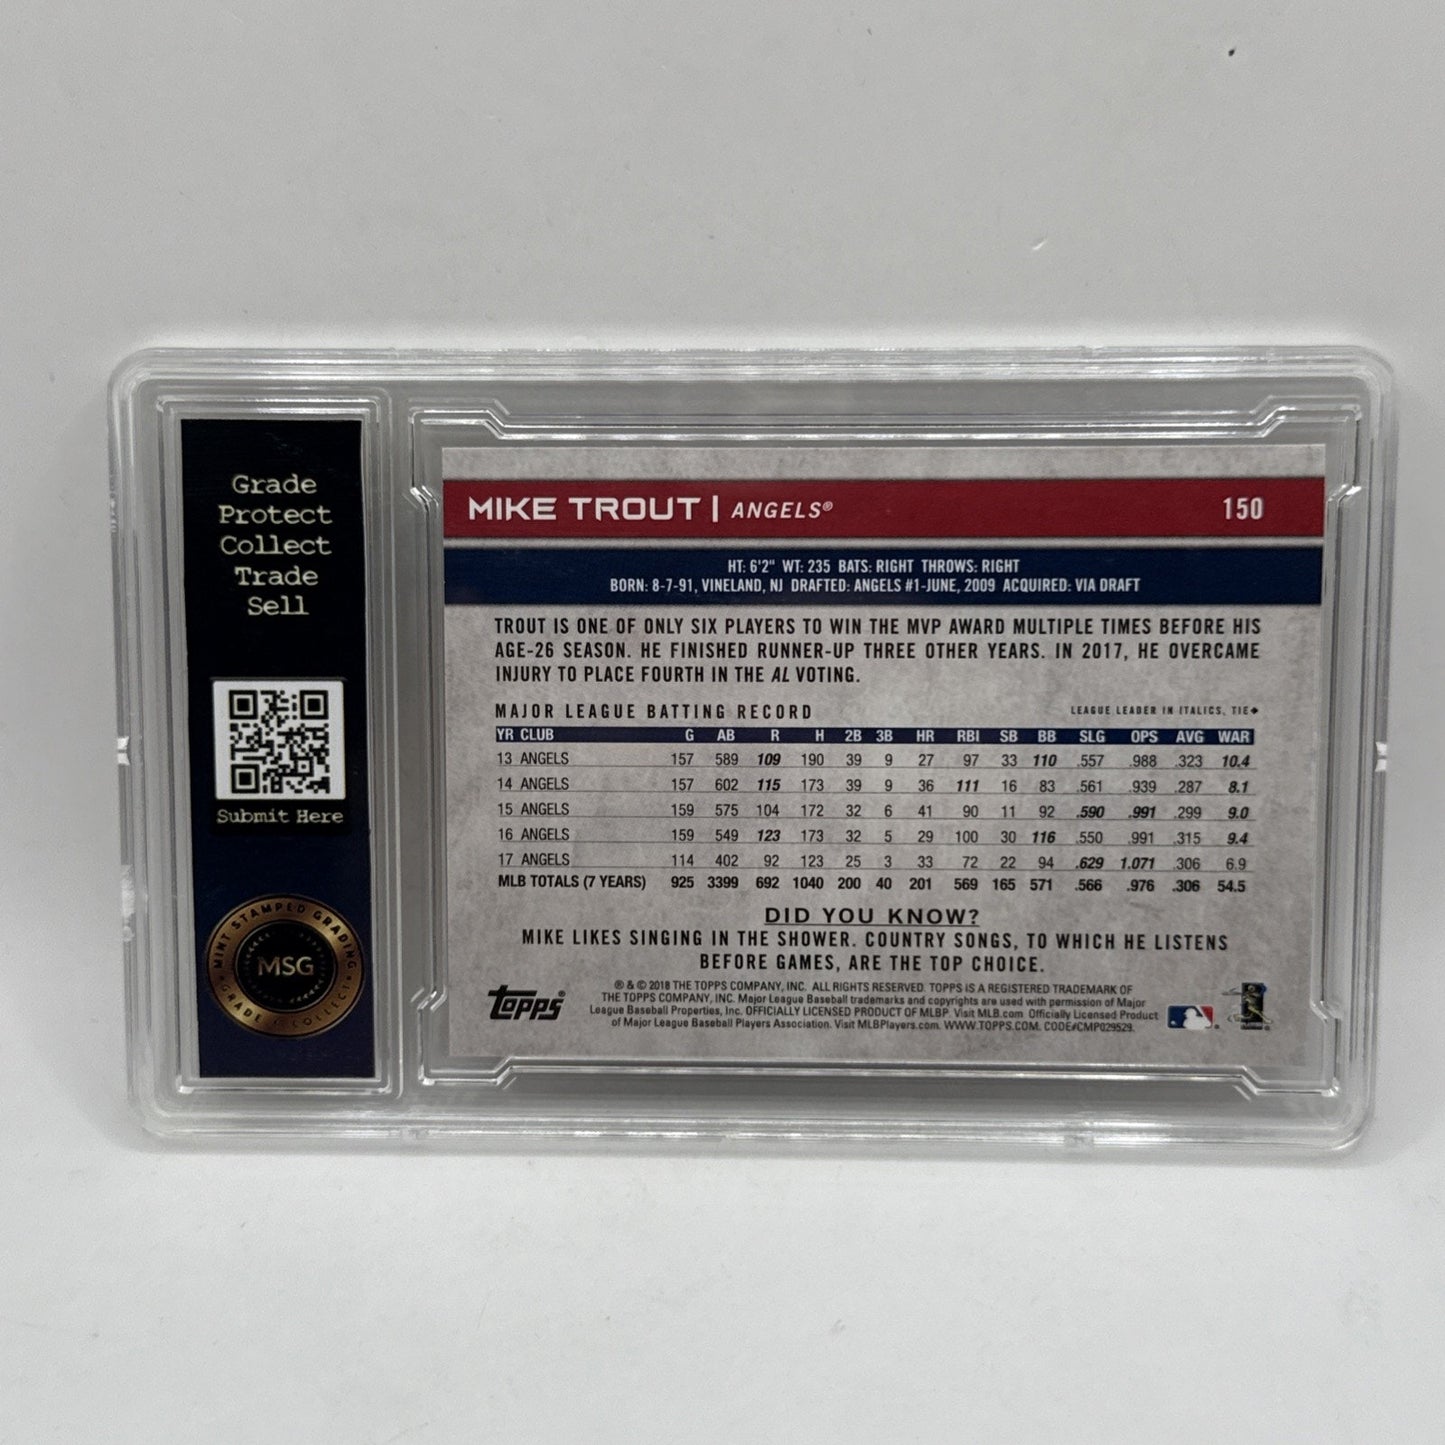 Grade
Protect
Collect
Trade
Sell
Submit Here
MINT STAMPED GRADING
MSG
GRADE & COLLECT
MIKE TROUT | ANGELS® 150
HT: 6'2" WT: 235 BATS: RIGHT THROWS: RIGHT
BORN: 8-7-91, VINELAND, NJ DRAFTED: ANGELS #1-JUNE, 2009 ACQUIRED: VIA DRAFT
TROUT IS ONE OF ONLY SIX PLAYERS TO WIN THE MVP AWARD MULTIPLE TIMES BEFORE HIS
AGE-26 SEASON. HE FINISHED RUNNER-UP THREE OTHER YEARS. IN 2017, HE OVERCAME
INJURY TO PLACE FOURTH IN THE AL VOTING.
MAJOR LEAGUE BATTING RECORD LEAGUE LEADER IN ITALICS, TIE◆
YR CLUB G AB R H 2B 3B HR RBI SB BB SLG OPS AVG WAR
13 ANGELS 157 589 109 190 39 9 27 97 33 110 .557 .988 .323 10.4
14 ANGELS 157 602 115 173 39 9 36 111 16 83 .561 .939 .287 8.1
15 ANGELS 159 575 104 172 32 6 41 90 11 92 .590 .991 .299 9.0
16 ANGELS 159 549 123 173 32 5 29 100 30 116 .550 .991 .315 9.4
17 ANGELS 114 402 92 123 25 3 33 72 22 94 .629 1.071 .306 6.9
MLB TOTALS (7 YEARS) 925 3399 692 1040 200 40 201 569 165 571 .566 .976 .306 54.5
DID YOU KNOW?
MIKE LIKES SINGING IN THE SHOWER. COUNTRY SONGS, TO WHICH HE LISTENS
BEFORE GAMES, ARE THE TOP CHOICE.
topps
® & © 2018 THE TOPPS COMPANY, INC. ALL RIGHTS RESERVED. TOPPS IS A REGISTERED TRADEMARK OF
THE TOPPS COMPANY, INC. Major League Baseball trademarks and copyrights are used with permission of Major
League Baseball Properties, Inc. OFFICIALLY LICENSED PRODUCT OF MLBP. Visit MLB.com Officially Licensed Product
of Major League Baseball Players Association. Visit MLBPlayers.com. WWW.TOPPS.COM. CODE#CMP029529.